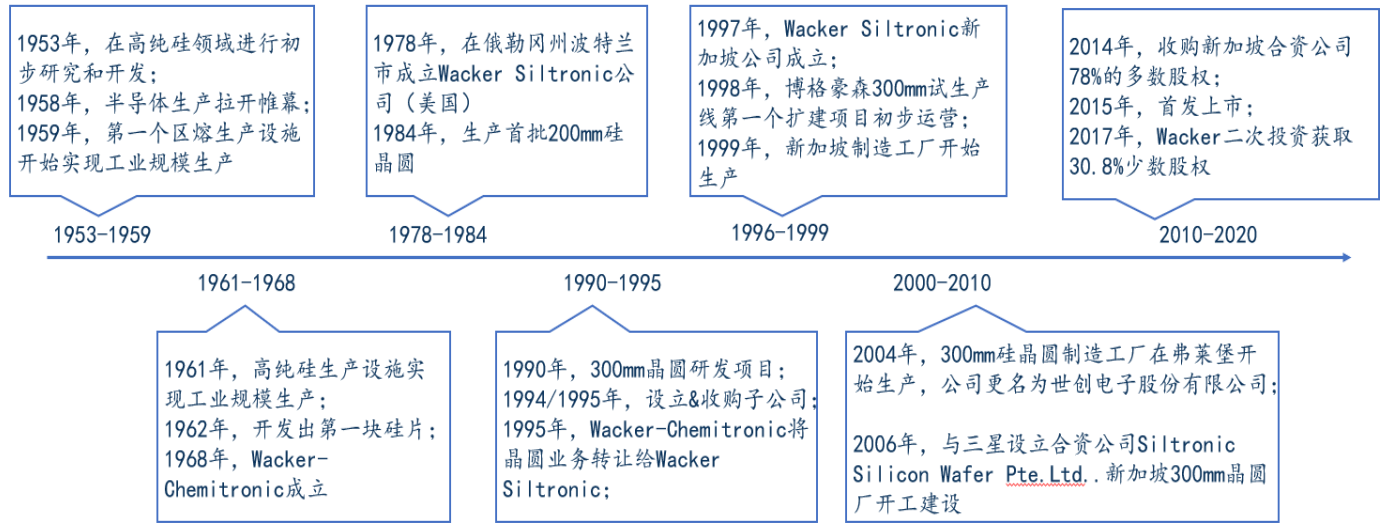 1953年，在高纯硅领域进行初
步研究和开发；
1958年，半导体生产拉开帷幕；
1959年，第一个区熔生产设施
开始实现工业规模生产
1953-1959
1961-1968
1961年，高纯硅生产设施实
现工业规模生产；
1962年，开发出第一块硅片；
1968年，Wacker-
Chemitronic成立
1978年，在俄勒冈州波特兰
市成立Wacker Siltronic公
司（美国）
1984年，生产首批200mm硅
晶圆
1978-1984
1990-1995
1990年，300mm晶圆研发项目；
1994/1995年，设立&收购子公司；
1995年，Wacker-Chemitronic将
晶圆业务转让给Wacker
Siltronic；
1997年，Wacker Siltronic新
加坡公司成立；
1998年，博格豪森300mm试生产
线第一个扩建项目初步运营；
1999年，新加坡制造工厂开始
生产
1996-1999
2000-2010
2004年，300mm硅晶圆制造工厂在弗莱堡开
始生产，公司更名为世创电子股份有限公司；
2006年，与三星设立合资公司Siltronic
Silicon Wafer Pte.Ltd..新加坡300mm晶圆
厂开工建设
2014年，收购新加坡合资公司
78%的多数股权；
2015年，首发上市；
2017年，Wacker二次投资获取
30.8%少数股权
2010-2020